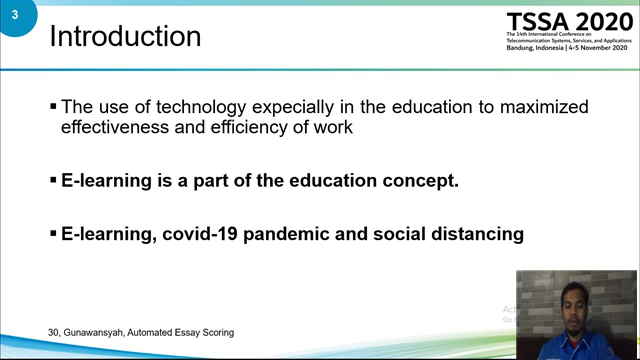 3
Introduction
TSSA 2020
The 14th International Conference on
Telecommunication Systems, Services, and Applications
Bandung, Indonesia | 4-5 November 2020
The use of technology expecially in the education to maximized
effectiveness and efficiency of work
E-learning is a part of the education concept.
E-learning, covid-19 pandemic and social distancing
30, Gunawansyah, Automated Essay Scoring